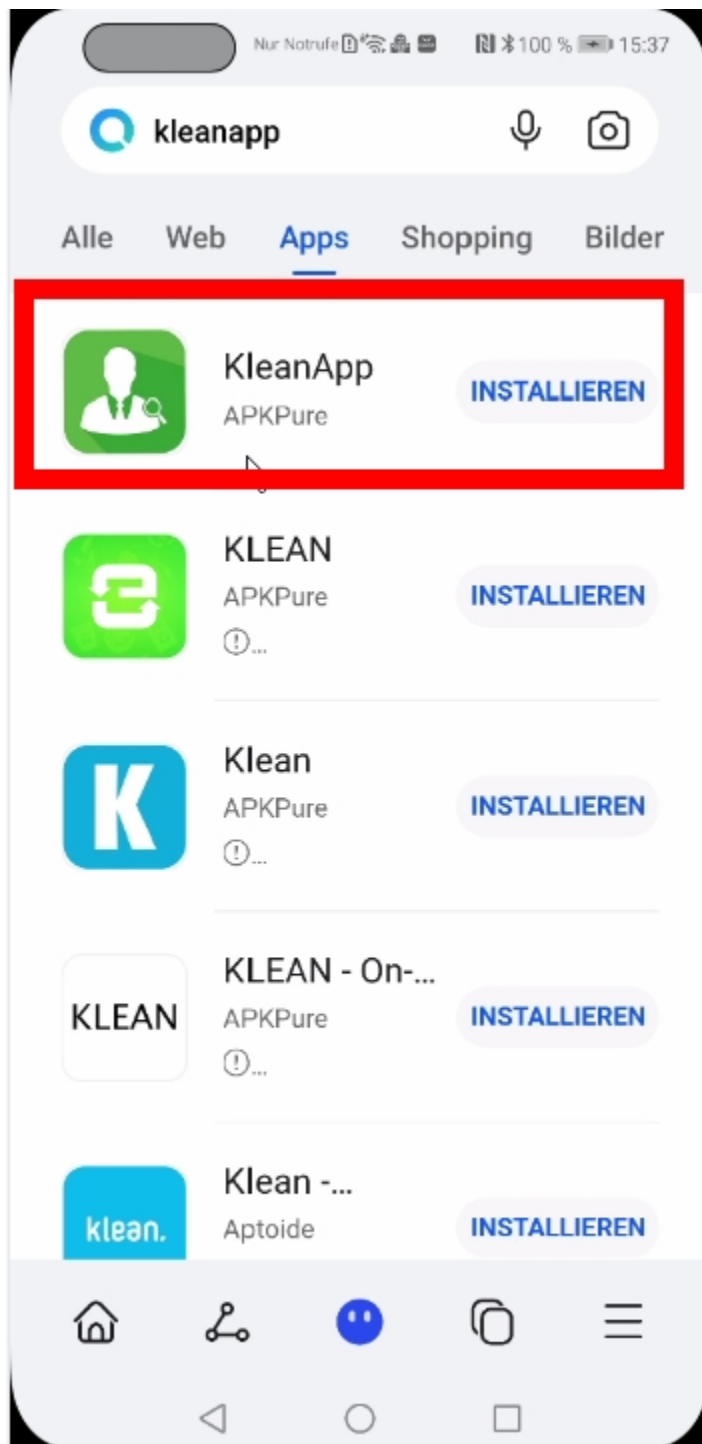 Nur Notrufe 100 % 15:37
kleanapp
Alle Web Apps Shopping Bilder
KleanApp
APKPure
INSTALLIEREN
KLEAN
APKPure
...
INSTALLIEREN
Klean
APKPure
...
INSTALLIEREN
KLEAN
KLEAN - On-...
APKPure
...
INSTALLIEREN
klean.
Klean -...
Aptoide
INSTALLIEREN